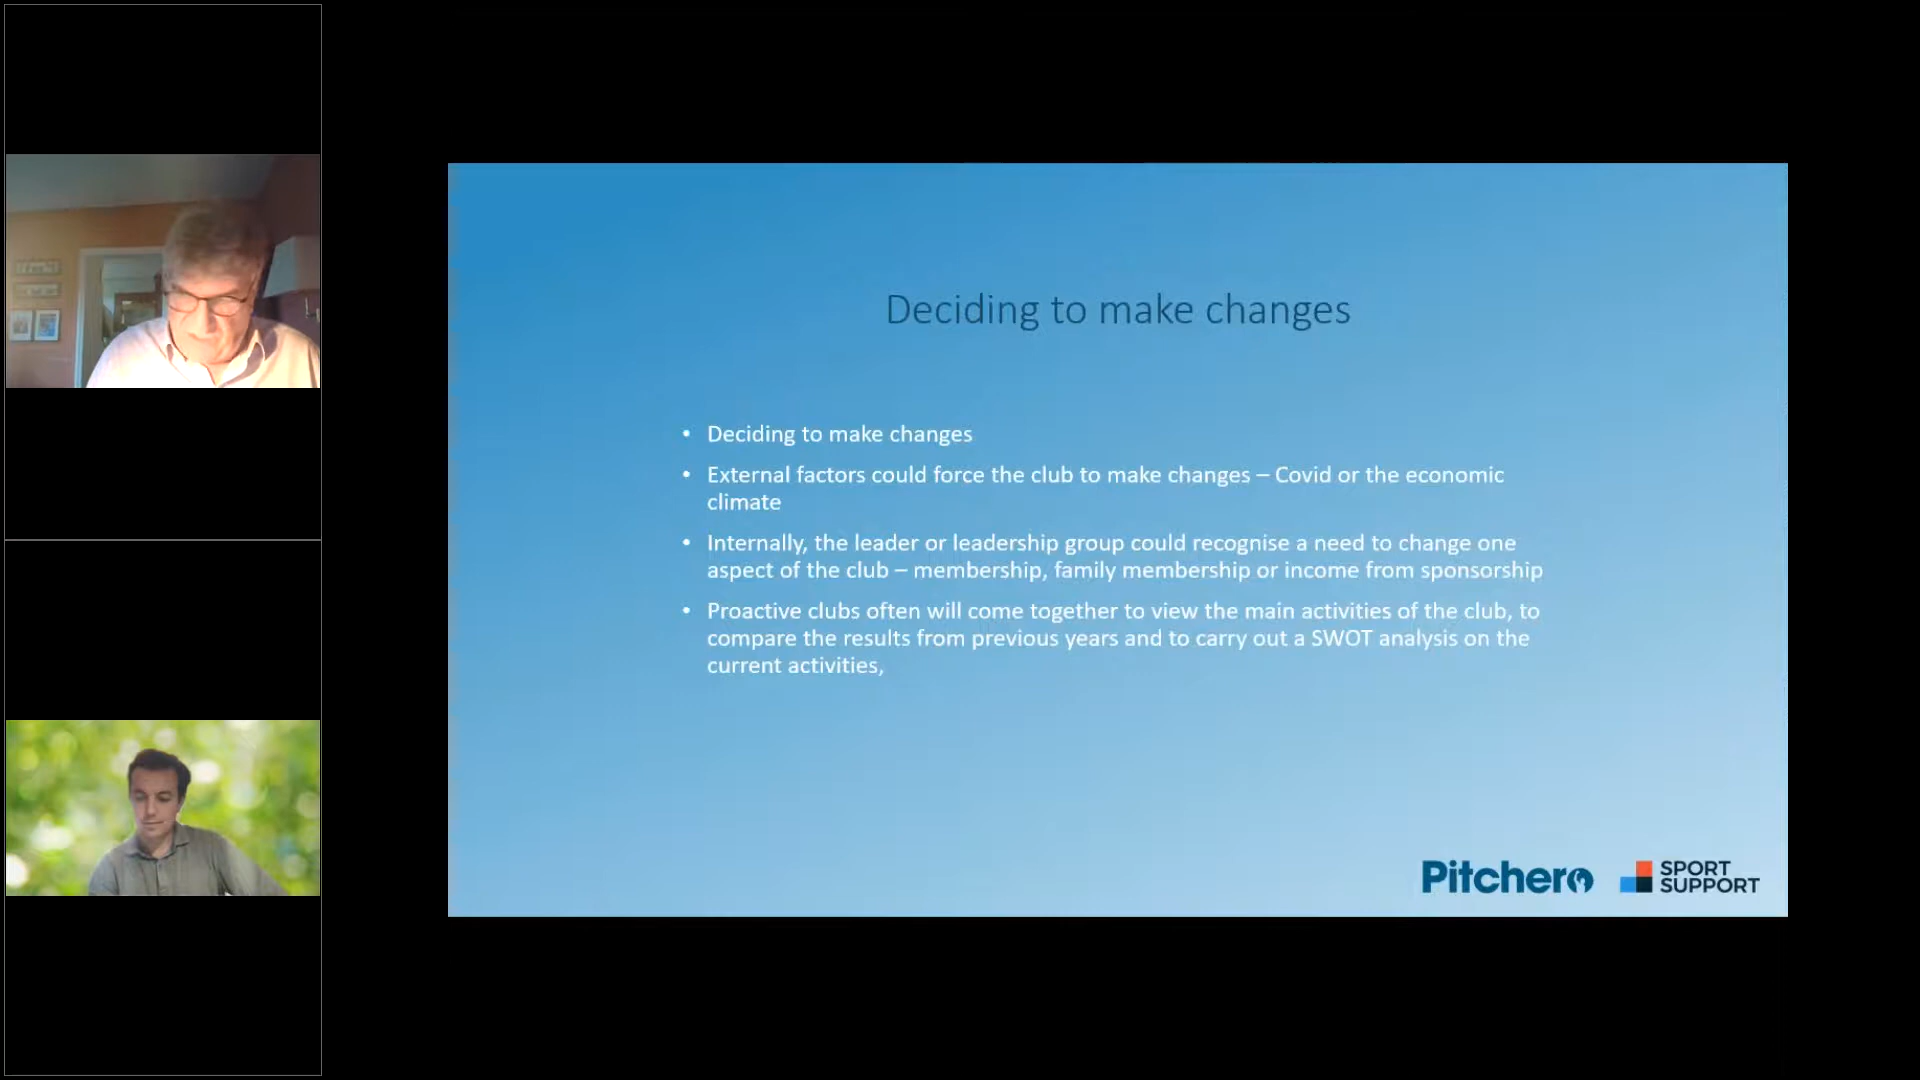 Deciding to make changes
• Deciding to make changes
• External factors could force the club to make changes – Covid or the economic
climate
• Internally, the leader or leadership group could recognise a need to change one
aspect of the club – membership, family membership or income from sponsorship
• Proactive clubs often will come together to view the main activities of the club, to
compare the results from previous years and to carry out a SWOT analysis on the
current activities,
Pitchero
SPORT
SUPPORT